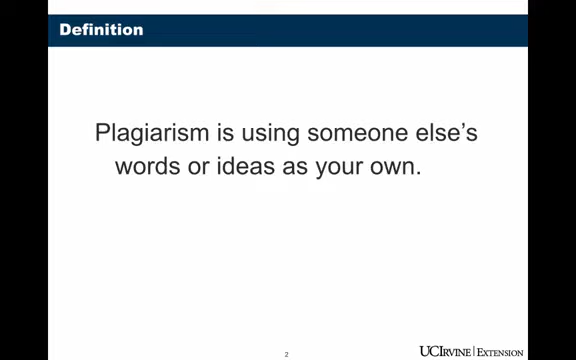 Definition
Plagiarism is using someone else’s
words or ideas as your own.
2
UCIRVINE | EXTENSION